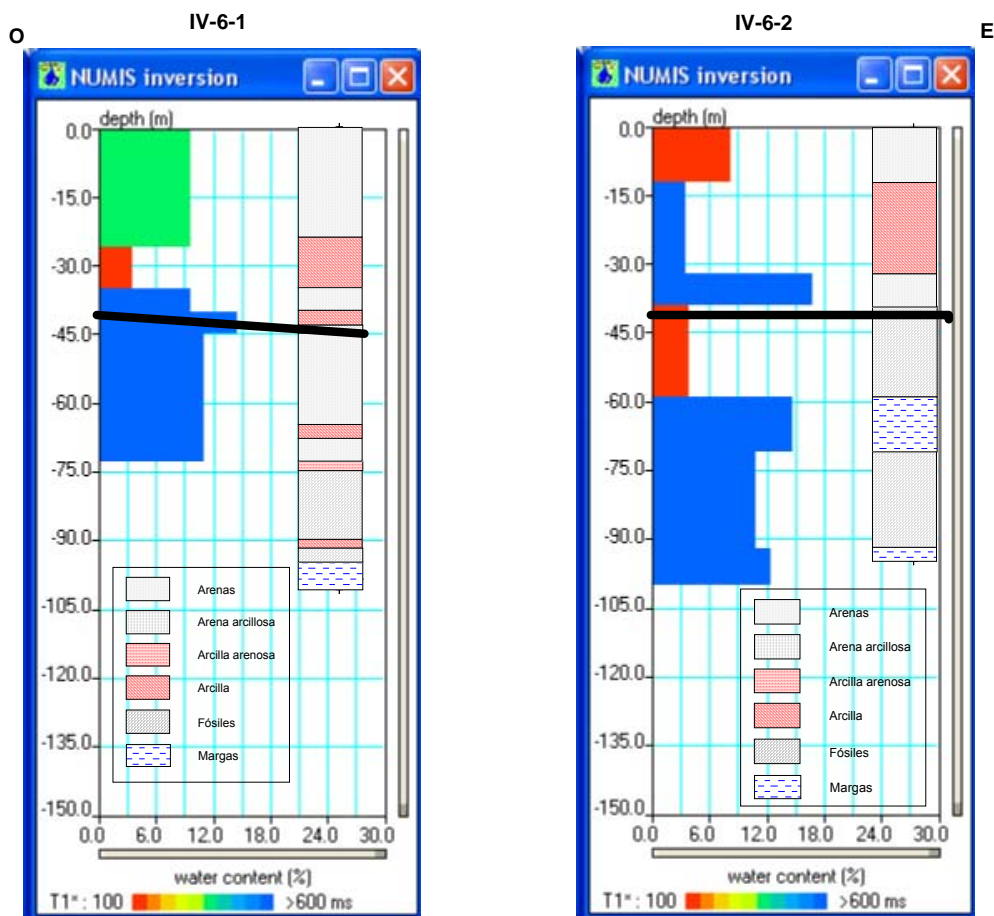 O
IV-6-1
NUMIS inversion
depth (m)
0.0
-15.0
-30.0
-45.0
-60.0
-75.0
-90.0
-105.0
-120.0
-135.0
-150.0
Arenas
Arena arcillosa
Arcilla arenosa
Arcilla
Fósiles
Margas
0.0 6.0 12.0 18.0 24.0 30.0
water content (%)
T1* : 100 >600 ms
IV-6-2
E
NUMIS inversion
depth (m)
0.0
-15.0
-30.0
-45.0
-60.0
-75.0
-90.0
-105.0
-120.0
-135.0
-150.0
Arenas
Arena arcillosa
Arcilla arenosa
Arcilla
Fósiles
Margas
0.0 6.0 12.0 18.0 24.0 30.0
water content (%)
T1* : 100 >600 ms